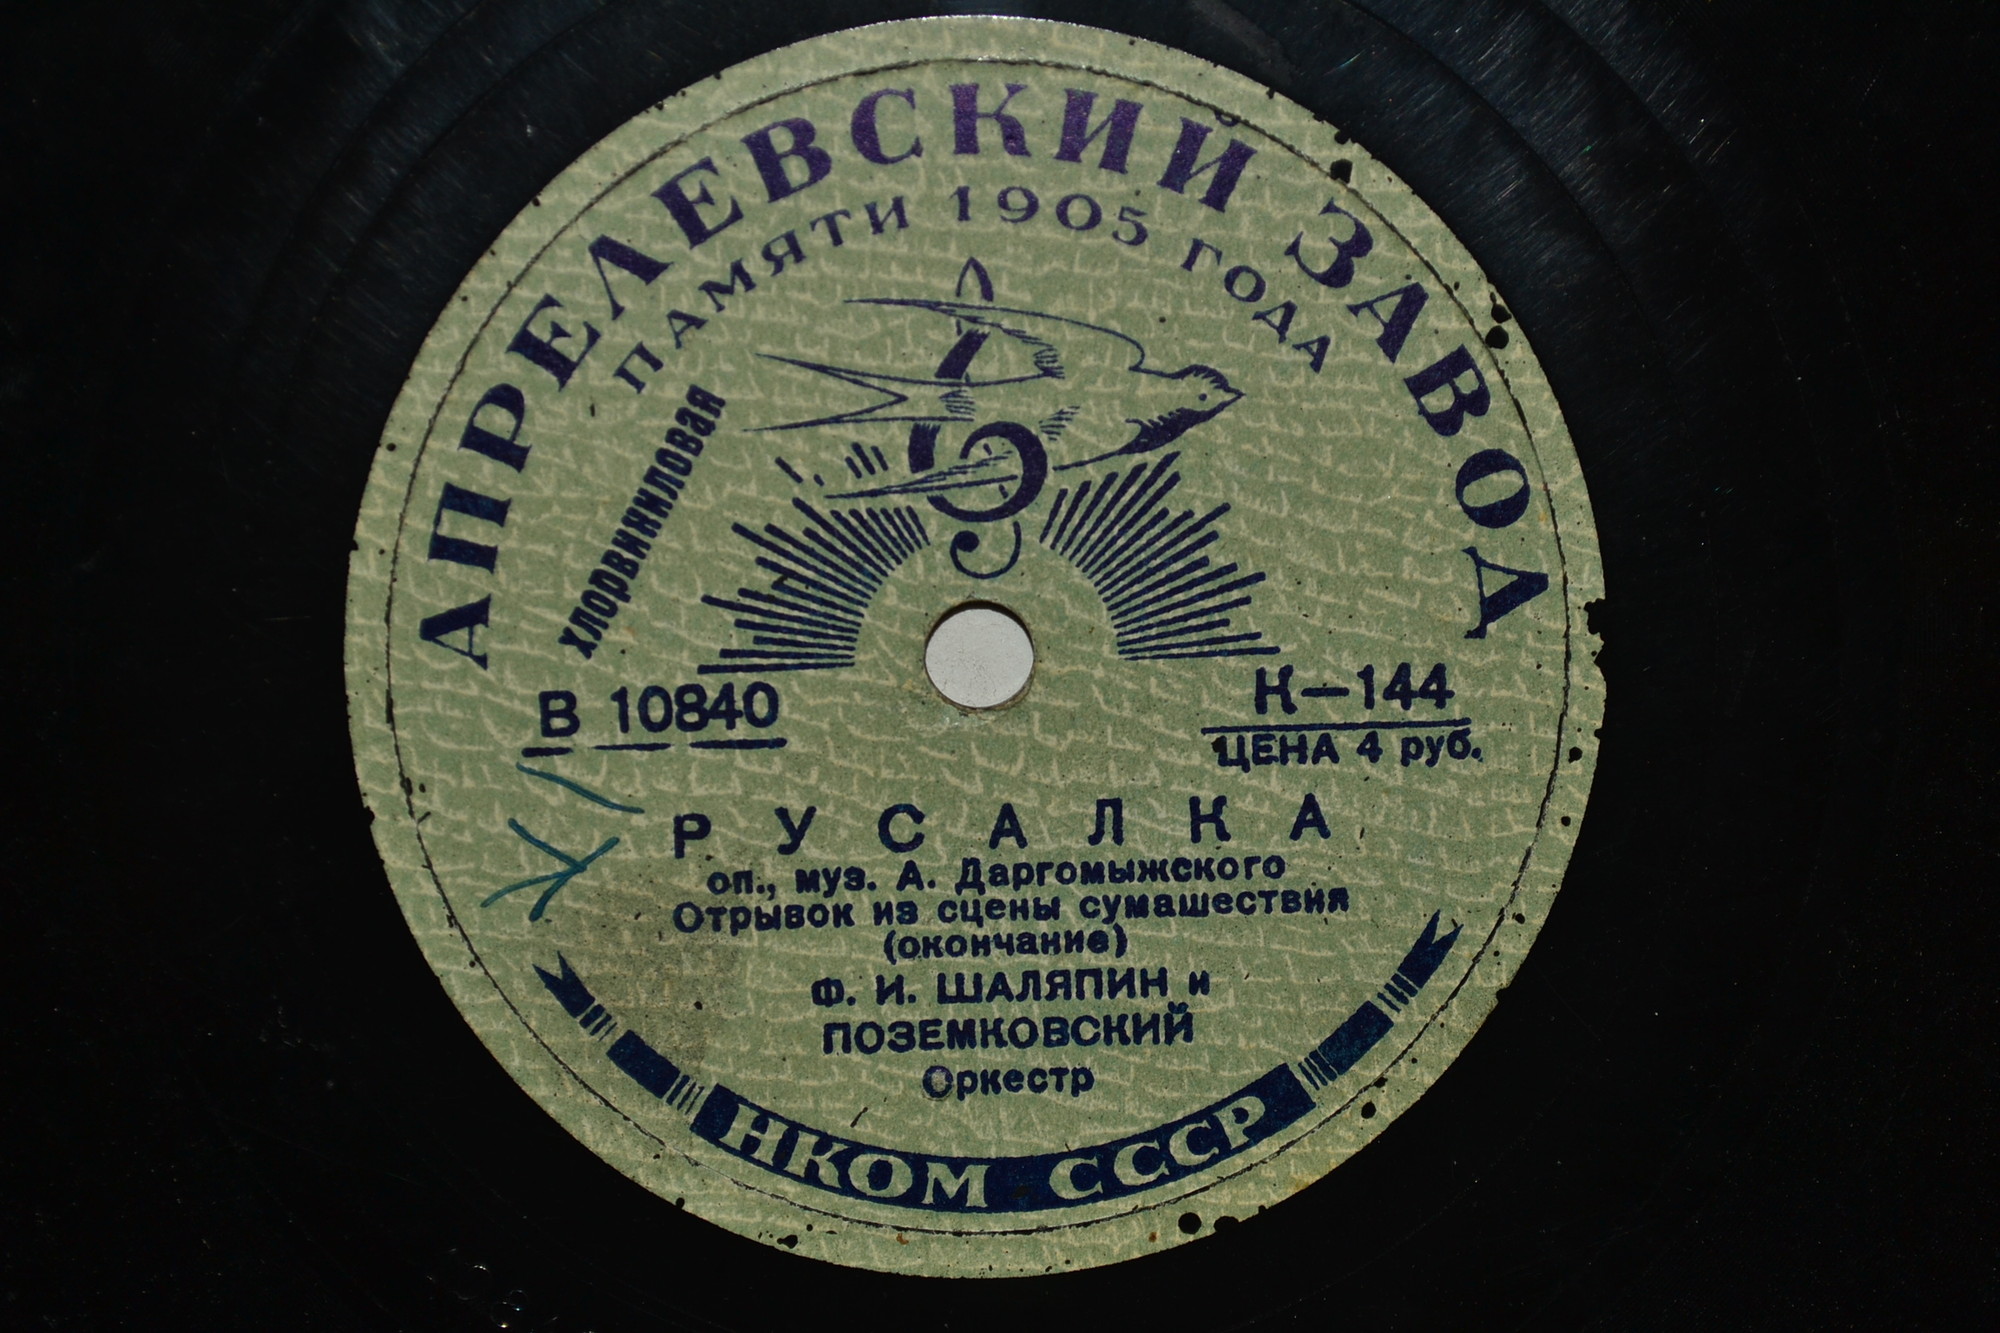 АПРЕЛЕВСКИЙ ЗАВОД
ПАМЯТИ 1905 ГОДА
хлорвиниловая
В 10840
К-144
ЦЕНА 4 руб.
РУСАЛКА
оп., муз. А. Даргомыжского
Отрывок из сцены сумашествия
(окончание)
Ф. И. ШАЛЯПИН и
ПОЗЕМКОВСКИЙ
Оркестр
НКОМ СССР